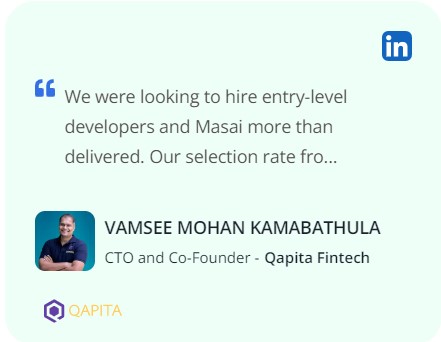 in
“ We were looking to hire entry-level
developers and Masai more than
delivered. Our selection rate fro...
VAMSEE MOHAN KAMABATHULA
CTO and Co-Founder - Qapita Fintech
QAPITA